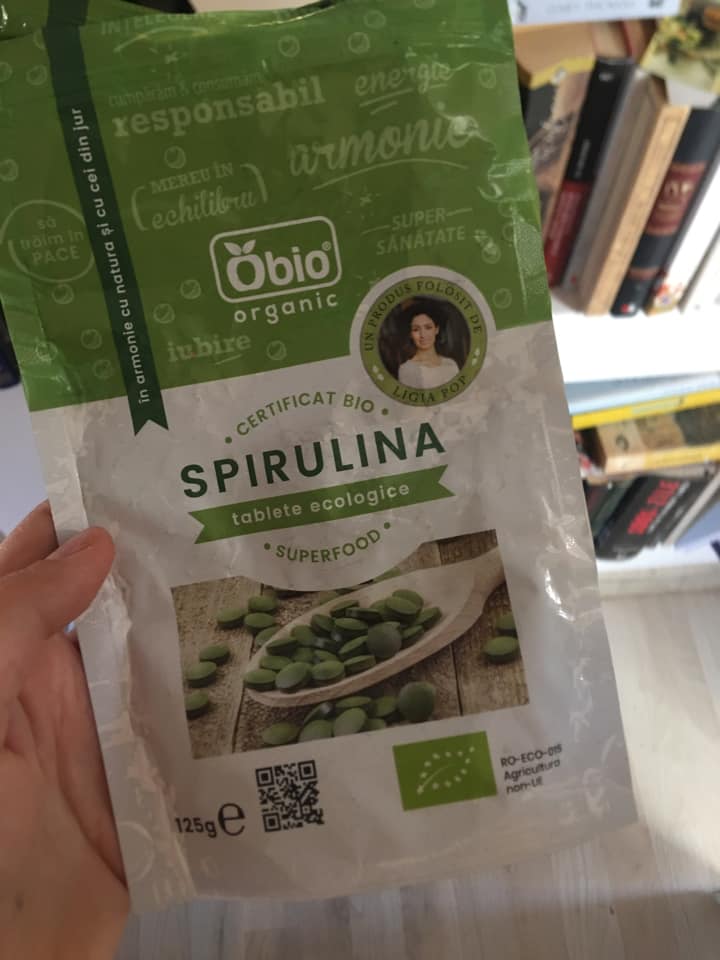 cumpărăm & consumăm
responsabil
energie
armonie
MEREU ÎN
echilibru
să
trăim în
PACE
SUPER-
SĂNĂTATE
în armonie cu natura și cu cei din jur
Obio®
organic
iubire
UN PRODUS FOLOSIT DE
LIGIA POP
• CERTIFICAT BIO •
SPIRULINA
tablete ecologice
• SUPERFOOD •
125g e
RO-ECO-015
Agricultura
non-UE